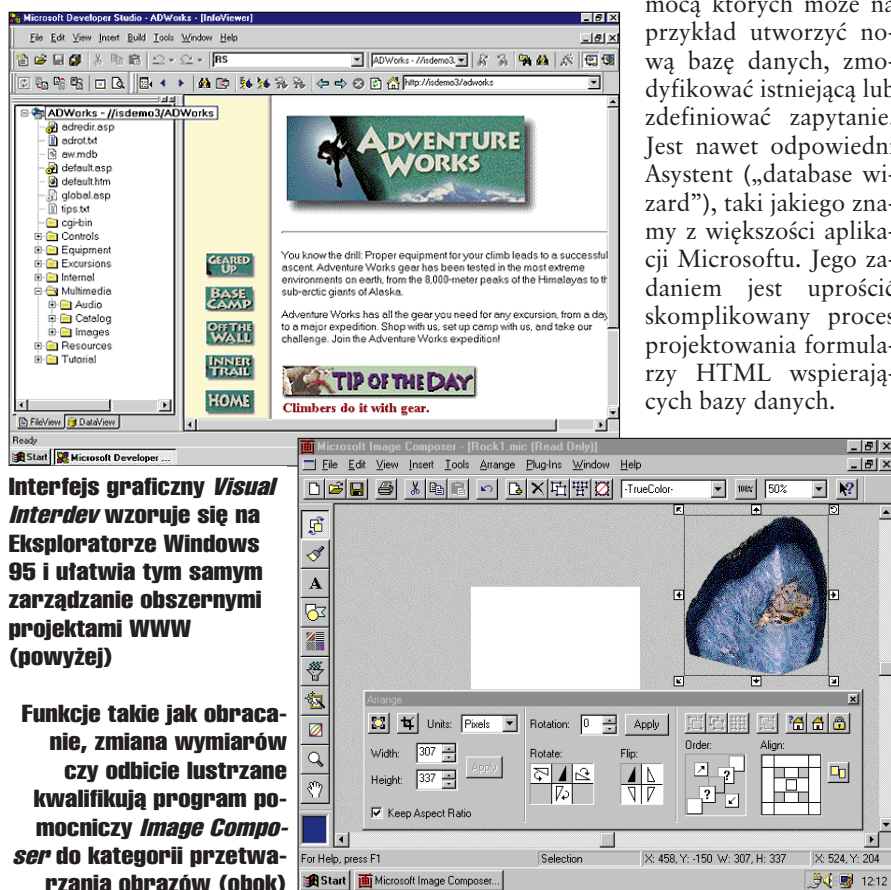 Microsoft Developer Studio - ADWorks - [InfoViewer]
File Edit View Insert Build Tools Window Help
RS
ADWorks - //isdemo3
http://isdemo3/adworks
ADWorks - //isdemo3/ADWorks
adredir.asp
adrot.txt
aw.mdb
default.asp
default.htm
global.asp
tips.txt
cgi-bin
Controls
Equipment
Excursions
Internal
Multimedia
Audio
Catalog
Images
Resources
Tutorial
FileView DataView
Ready
Start Microsoft Developer ...
ADVENTURE
WORKS
GEARED
UP
BASE
CAMP
OFF THE
WALL
INNER
TRAIL
HOME
You know the drill: Proper equipment for your climb leads to a successful
ascent. Adventure Works gear has been tested in the most extreme
environments on earth, from the 8,000-meter peaks of the Himalayas to th
sub-arctic giants of Alaska.
Adventure Works has all the gear you need for any excursion, from a day
to a major expedition. Shop with us, set up camp with us, and take our
challenge. Join the Adventure Works expedition!
TIP OF THE DAY
Climbers do it with gear.
mocą których może na
przykład utworzyć no-
wą bazę danych, zmo-
dyfikować istniejącą lub
zdefiniować zapytanie.
Jest nawet odpowiedni
Asystent („database wi-
zard”), taki jakiego zna-
my z większości aplika-
cji Microsoftu. Jego za-
daniem jest uprościć
skomplikowany proces
projektowania formula-
rzy HTML wspierają-
cych bazy danych.
Interfejs graficzny Visual
Interdev wzoruje się na
Eksploratorze Windows
95 i ułatwia tym samym
zarządzanie obszernymi
projektami WWW
(powyżej)
Funkcje takie jak obraca-
nie, zmiana wymiarów
czy odbicie lustrzane
kwalifikują program po-
mocniczy Image Compo-
ser do kategorii przetwa-
rzania obrazów (obok)
Microsoft Image Composer - [Rock1.mic (Read Only)]
File Edit View Insert Tools Arrange Plug-Ins Window Help
-TrueColor- 100% 50%
A
Arrange
Units: Pixels Rotation: 0 Apply
Width: 307 Rotate: Flip: Order: Align:
Height: 337 Apply
Keep Aspect Ratio
For Help, press F1 Selection X: 458, Y: -150 W: 307, H: 337 X: 524, Y: 204
Start Microsoft Image Composer... 12:12